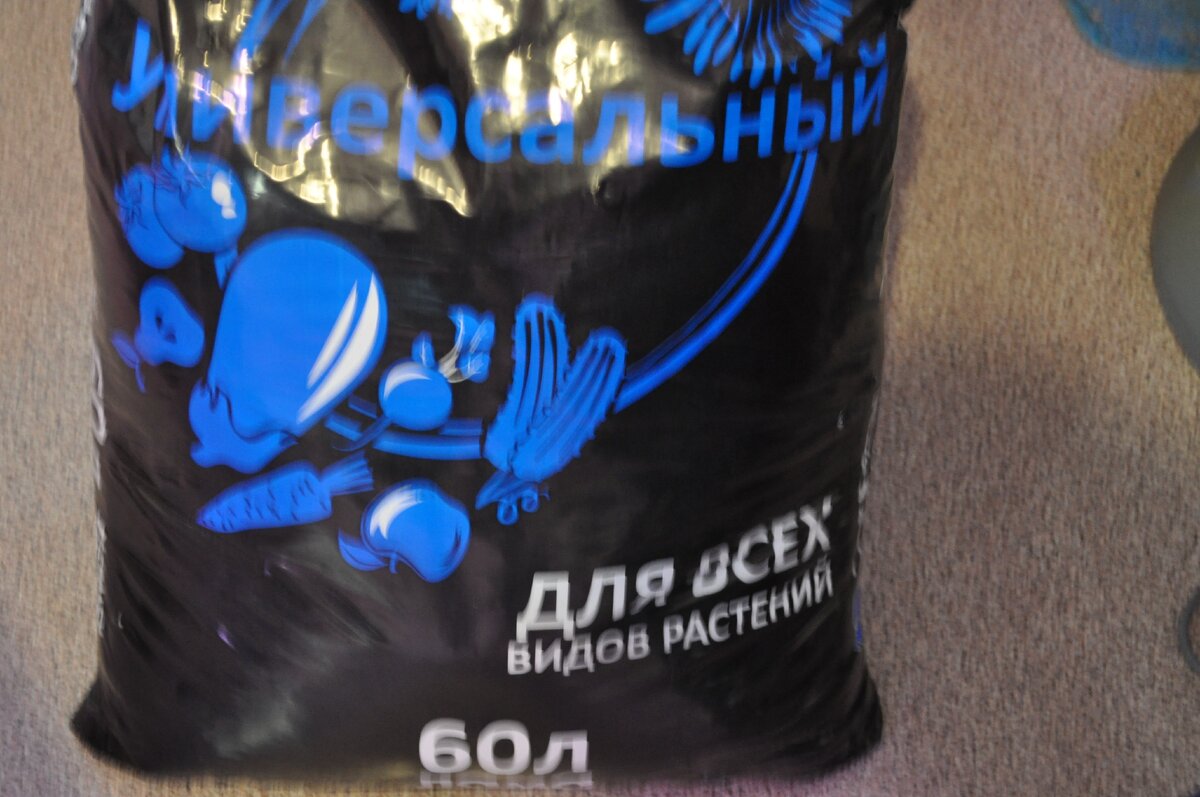 Универсальный
ДЛЯ ВСЕХ
ВИДОВ РАСТЕНИЙ
60л